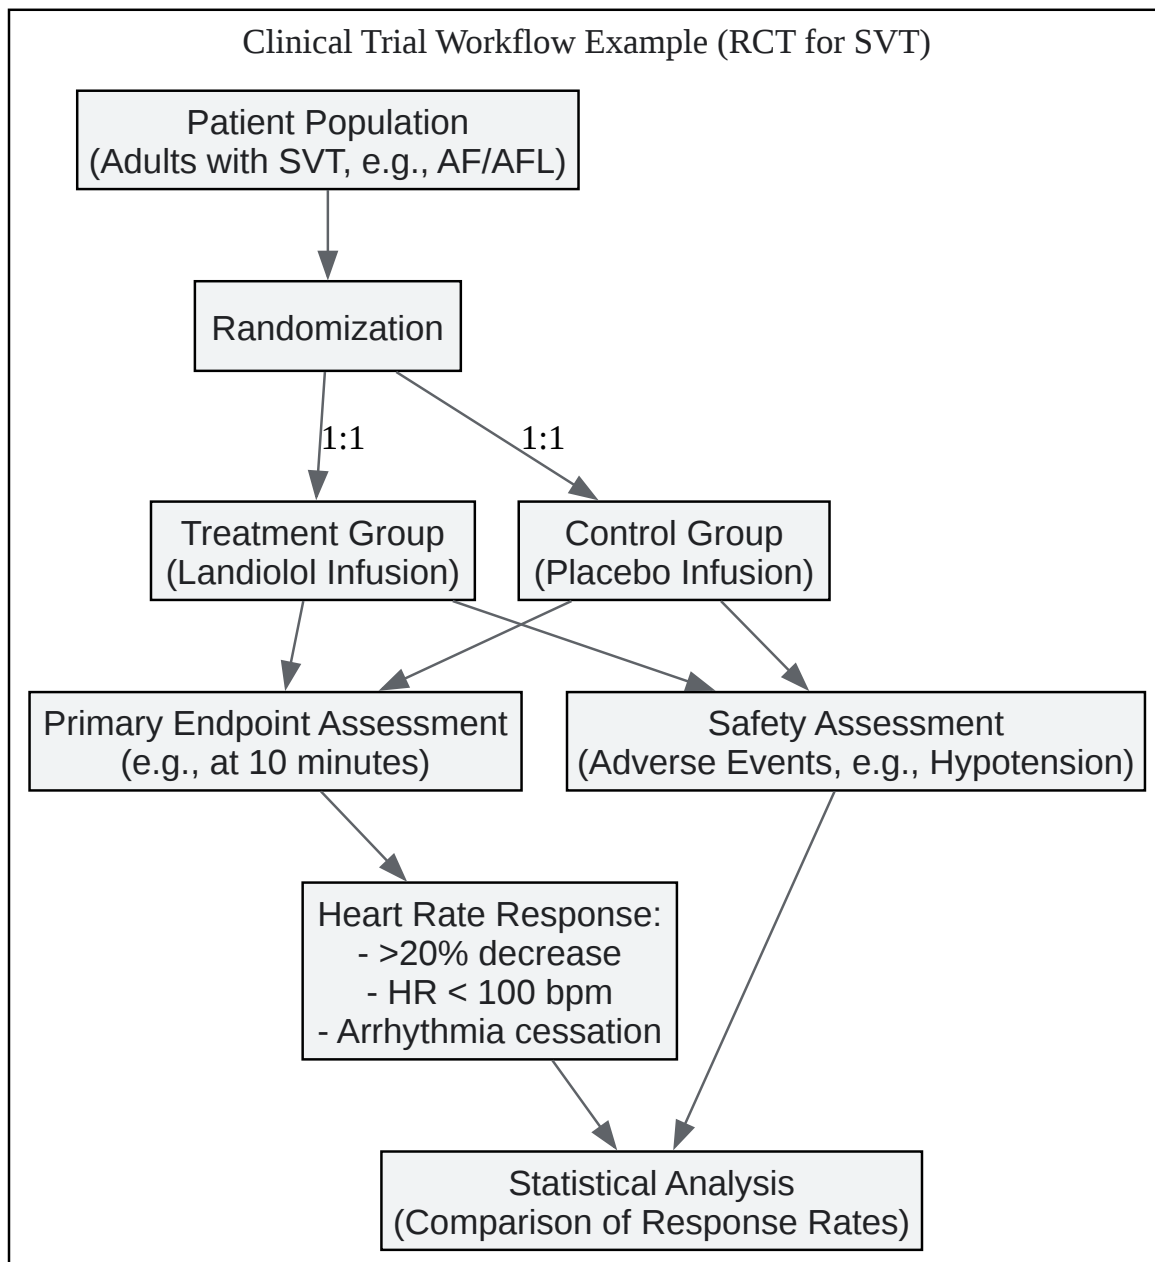 Clinical Trial Workflow Example (RCT for SVT)
Patient Population
(Adults with SVT, e.g., AF/AFL)
Randomization
1:1
1:1
Treatment Group
(Landiolol Infusion)
Control Group
(Placebo Infusion)
Primary Endpoint Assessment
(e.g., at 10 minutes)
Safety Assessment
(Adverse Events, e.g., Hypotension)
Heart Rate Response:
- >20% decrease
- HR < 100 bpm
- Arrhythmia cessation
Statistical Analysis
(Comparison of Response Rates)